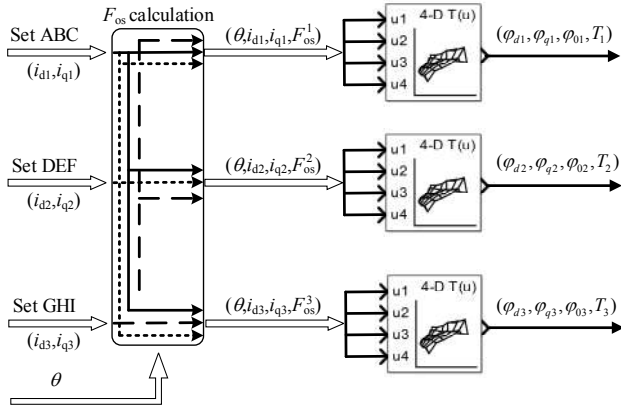 F_os calculation
Set ABC
(i_d1,i_q1)
(θ,i_d1,i_q1,F_os^1)
u1
u2
u3
u4
4-D T(u)
(φ_d1,φ_q1,φ_01,T_1)
Set DEF
(i_d2,i_q2)
(θ,i_d2,i_q2,F_os^2)
u1
u2
u3
u4
4-D T(u)
(φ_d2,φ_q2,φ_02,T_2)
Set GHI
(i_d3,i_q3)
(θ,i_d3,i_q3,F_os^3)
u1
u2
u3
u4
4-D T(u)
(φ_d3,φ_q3,φ_03,T_3)
θ